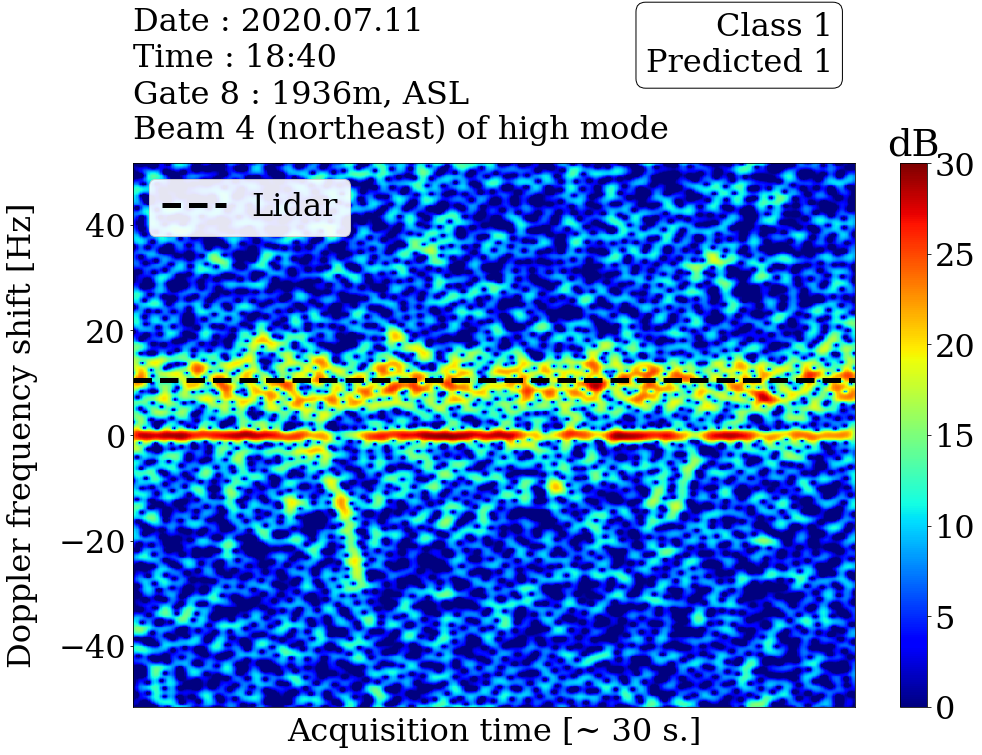 Date : 2020.07.11
Time : 18:40
Gate 8 : 1936m, ASL
Beam 4 (northeast) of high mode
Class 1
Predicted 1
dB
Lidar
Doppler frequency shift [Hz]
40
20
0
−20
−40
30
25
20
15
10
5
0
Acquisition time [~ 30 s.]